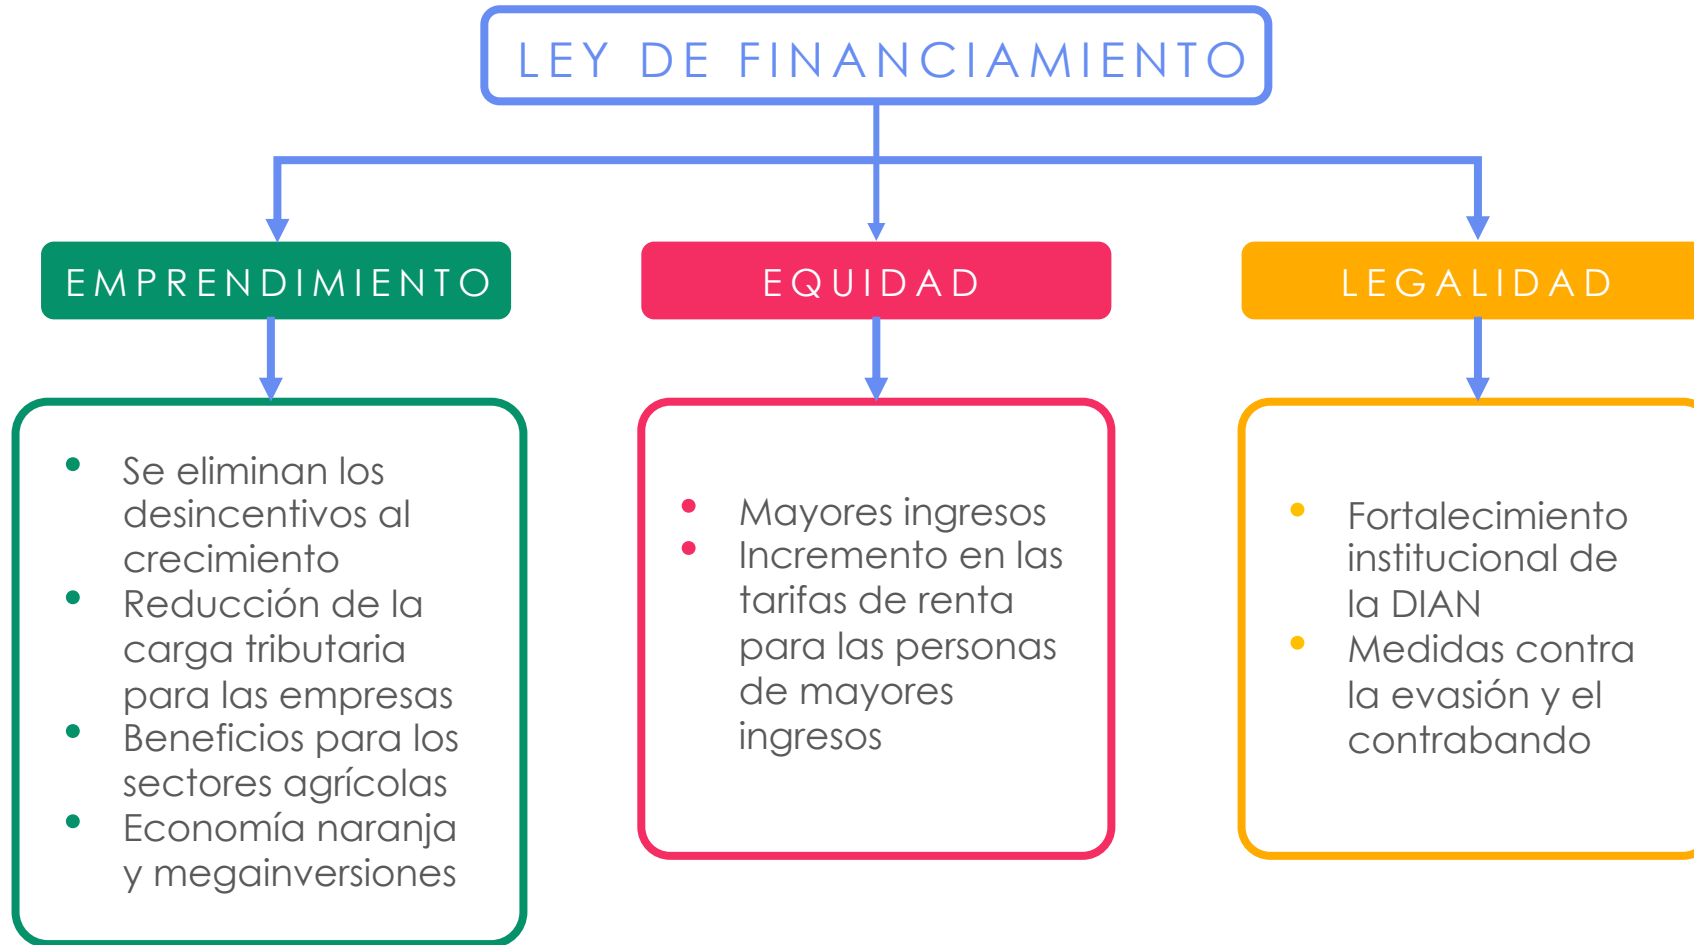 LEY DE FINANCIAMIENTO
EMPRENDIMIENTO
EQUIDAD
LEGALIDAD
• Se eliminan los
desincentivos al
crecimiento
• Reducción de la
carga tributaria
para las empresas
• Beneficios para los
sectores agrícolas
• Economía naranja
y megainversiones
• Mayores ingresos
• Incremento en las
tarifas de renta
para las personas
de mayores
ingresos
• Fortalecimiento
institucional de
la DIAN
• Medidas contra
la evasión y el
contrabando